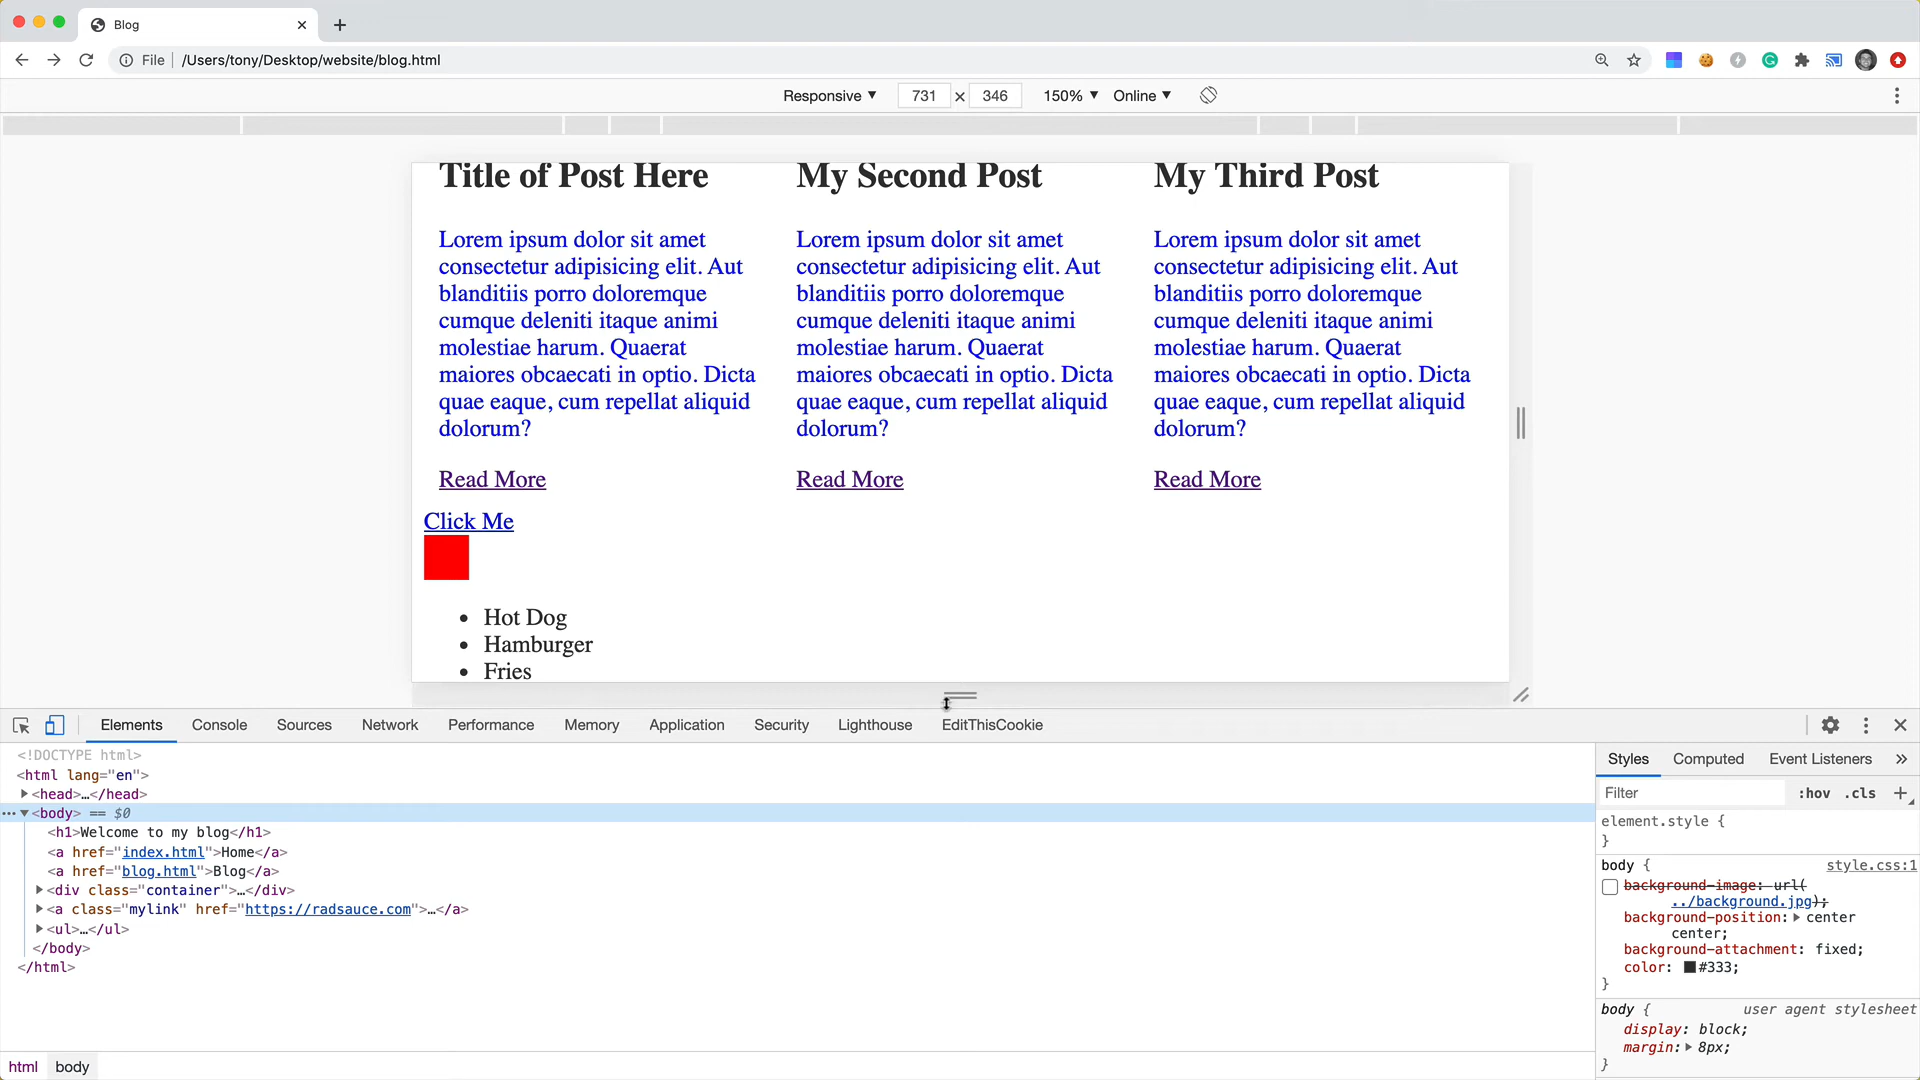 Blog
File /Users/tony/Desktop/website/blog.html
Responsive 731 × 346 150% Online
Title of Post Here
Lorem ipsum dolor sit amet
consectetur adipisicing elit. Aut
blanditiis porro doloremque
cumque deleniti itaque animi
molestiae harum. Quaerat
maiores obcaecati in optio. Dicta
quae eaque, cum repellat aliquid
dolorum?
Read More
My Second Post
Lorem ipsum dolor sit amet
consectetur adipisicing elit. Aut
blanditiis porro doloremque
cumque deleniti itaque animi
molestiae harum. Quaerat
maiores obcaecati in optio. Dicta
quae eaque, cum repellat aliquid
dolorum?
Read More
My Third Post
Lorem ipsum dolor sit amet
consectetur adipisicing elit. Aut
blanditiis porro doloremque
cumque deleniti itaque animi
molestiae harum. Quaerat
maiores obcaecati in optio. Dicta
quae eaque, cum repellat aliquid
dolorum?
Read More
Click Me
• Hot Dog
• Hamburger
• Fries
Elements Console Sources Network Performance Memory Application Security Lighthouse EditThisCookie
<!DOCTYPE html>
<html lang="en">
<head>…</head>
<body> == $0
<h1>Welcome to my blog</h1>
<a href="index.html">Home</a>
<a href="blog.html">Blog</a>
<div class="container">…</div>
<a class="mylink" href="https://radsauce.com">…</a>
<ul>…</ul>
</body>
</html>
html body
Styles Computed Event Listeners »
Filter :hov .cls +
element.style {
}
body { style.css:1
background-image: url(
../background.jpg);
background-position: center
center;
background-attachment: fixed;
color: #333;
}
body { user agent stylesheet
display: block;
margin: 8px;
}